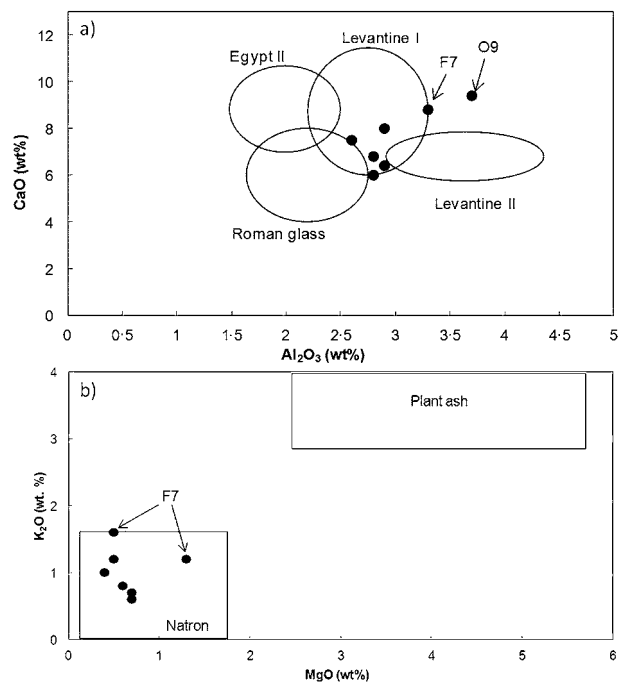 a)
12
10
8
6
4
2
0
CaO (wt%)
Egypt II
Levantine I
F7
O9
Roman glass
Levantine II
0 0·5 1 1·5 2 2·5 3 3·5 4 4·5 5
Al₂O₃ (wt%)
b)
4
3
2
1
0
K₂O (wt. %)
Plant ash
F7
Natron
0 1 2 3 4 5 6
MgO (wt%)